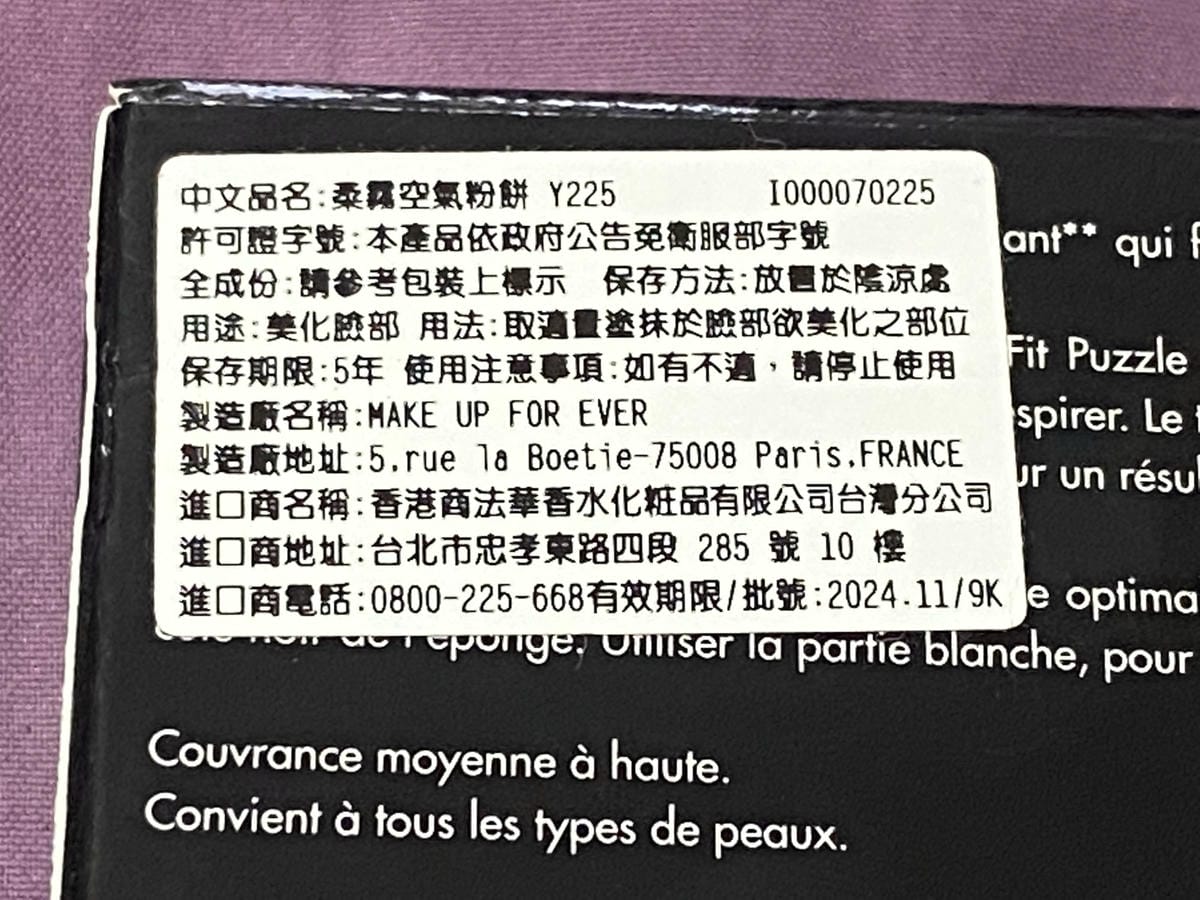 中文品名:柔霧空氣粉餅 Y225 I000070225
許可證字號:本產品依政府公告免衛服部字號
全成份:請參考包裝上標示 保存方法:放置於陰涼處
用途:美化臉部 用法:取適量塗抹於臉部欲美化之部位
保存期限:5年 使用注意事項:如有不適,請停止使用
製造廠名稱:MAKE UP FOR EVER
製造廠地址:5.rue la Boetie-75008 Paris.FRANCE
進口商名稱:香港商法華香水化粧品有限公司台灣分公司
進口商地址:台北市忠孝東路四段 285 號 10 樓
進口商電話:0800-225-668有效期限/批號:2024.11/9K
ant** qui
Fit Puzzle
spirer. Le
ur un résul
e optima
de l'éponge. Utiliser la partie blanche, pour
Couvrance moyenne à haute.
Convient à tous les types de peaux.